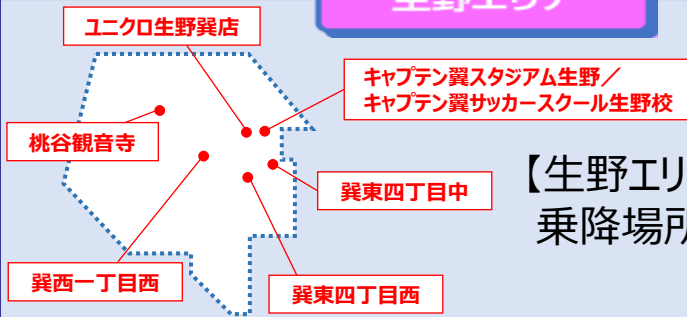 生野エリア
ユニクロ生野巽店
キャプテン翼スタジアム生野／
キャプテン翼サッカースクール生野校
桃谷観音寺
巽東四丁目中
【生野エリ
乗降場所
巽西一丁目西
巽東四丁目西